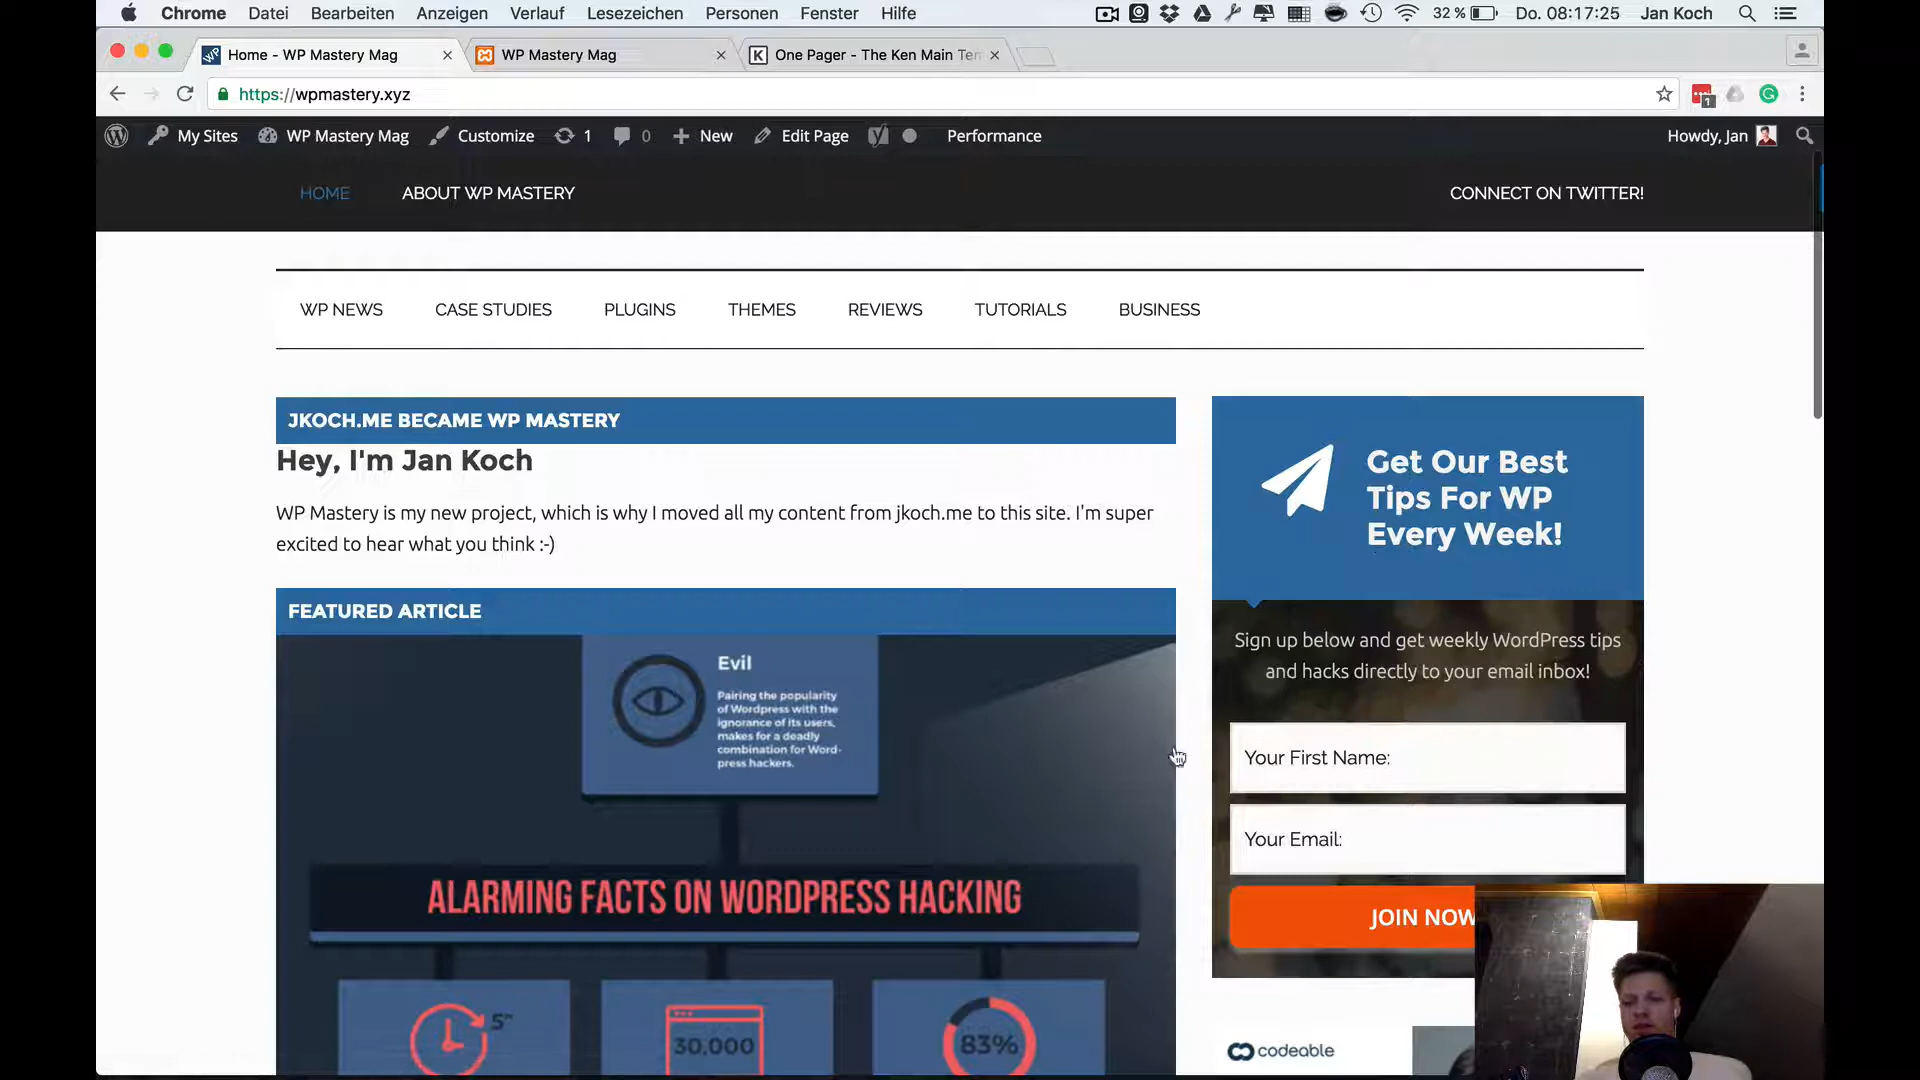 Chrome Datei Bearbeiten Anzeigen Verlauf Lesezeichen Personen Fenster Hilfe 32 % Do. 08:17:25 Jan Koch
Home - WP Mastery Mag WP Mastery Mag One Pager - The Ken Main Tem
https://wpmastery.xyz 1
My Sites WP Mastery Mag Customize 1 0 New Edit Page Performance Howdy, Jan
HOME ABOUT WP MASTERY CONNECT ON TWITTER!
WP NEWS CASE STUDIES PLUGINS THEMES REVIEWS TUTORIALS BUSINESS
JKOCH.ME BECAME WP MASTERY
Hey, I'm Jan Koch
WP Mastery is my new project, which is why I moved all my content from jkoch.me to this site. I'm super
excited to hear what you think :-)
FEATURED ARTICLE
Evil
Pairing the popularity
of Wordpress with the
ignorance of its users,
makes for a deadly
combination for Word-
press hackers.
ALARMING FACTS ON WORDPRESS HACKING
5"
30,000
83%
Get Our Best
Tips For WP
Every Week!
Sign up below and get weekly WordPress tips
and hacks directly to your email inbox!
Your First Name:
Your Email:
JOIN NOW
codeable